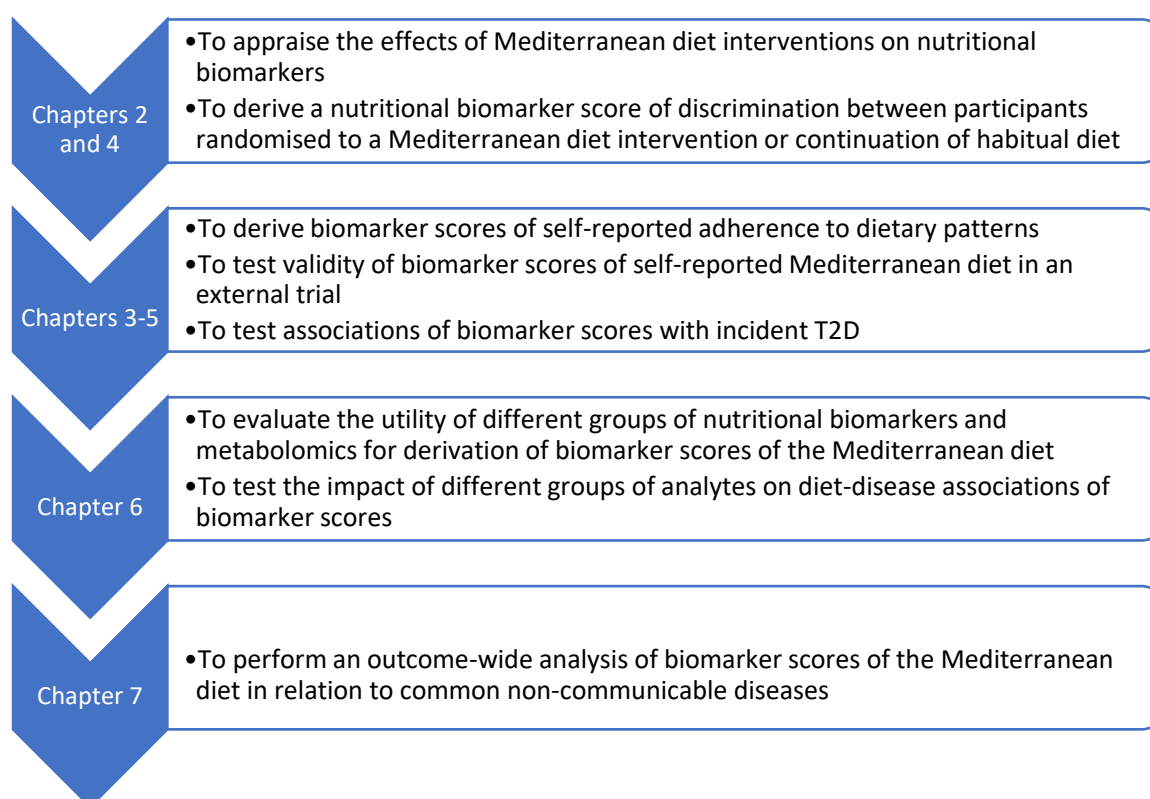 Chapters 2
and 4
•To appraise the effects of Mediterranean diet interventions on nutritional
biomarkers
•To derive a nutritional biomarker score of discrimination between participants
randomised to a Mediterranean diet intervention or continuation of habitual diet
Chapters 3-5
•To derive biomarker scores of self-reported adherence to dietary patterns
•To test validity of biomarker scores of self-reported Mediterranean diet in an
external trial
•To test associations of biomarker scores with incident T2D
Chapter 6
•To evaluate the utility of different groups of nutritional biomarkers and
metabolomics for derivation of biomarker scores of the Mediterranean diet
•To test the impact of different groups of analytes on diet-disease associations of
biomarker scores
Chapter 7
•To perform an outcome-wide analysis of biomarker scores of the Mediterranean
diet in relation to common non-communicable diseases